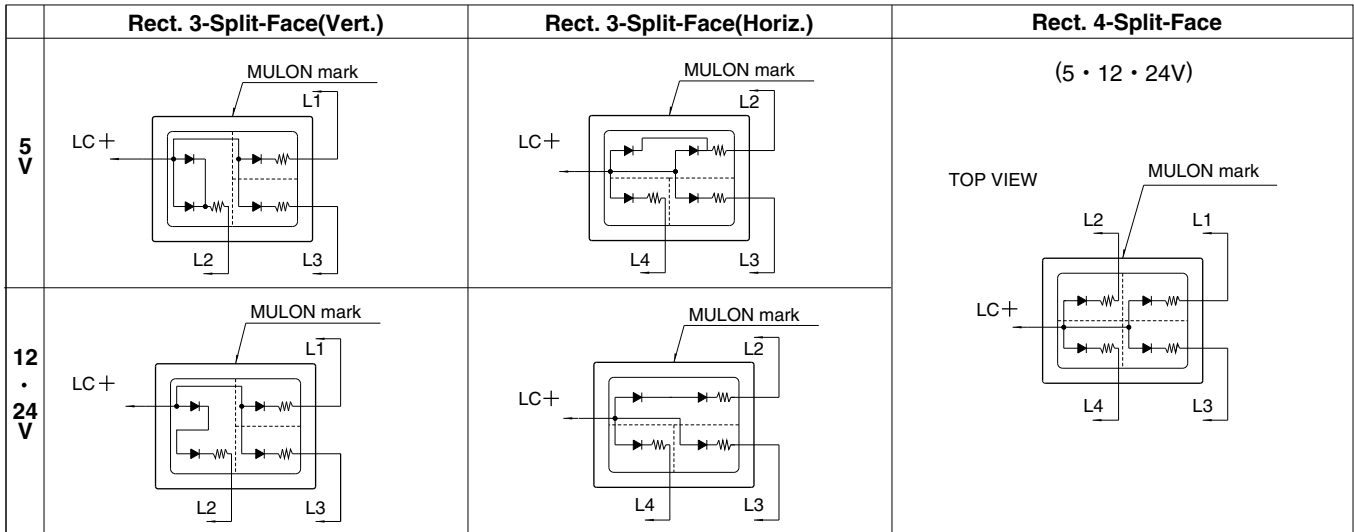 Rect. 3-Split-Face(Vert.)
Rect. 3-Split-Face(Horiz.)
Rect. 4-Split-Face
5
V
MULON mark
L1
LC+
L2
L3
MULON mark
L2
LC+
L4
L3
(5・12・24V)
TOP VIEW
MULON mark
L2
L1
LC+
L4
L3
12
・
24
V
MULON mark
L1
LC+
L2
L3
MULON mark
L2
LC+
L4
L3